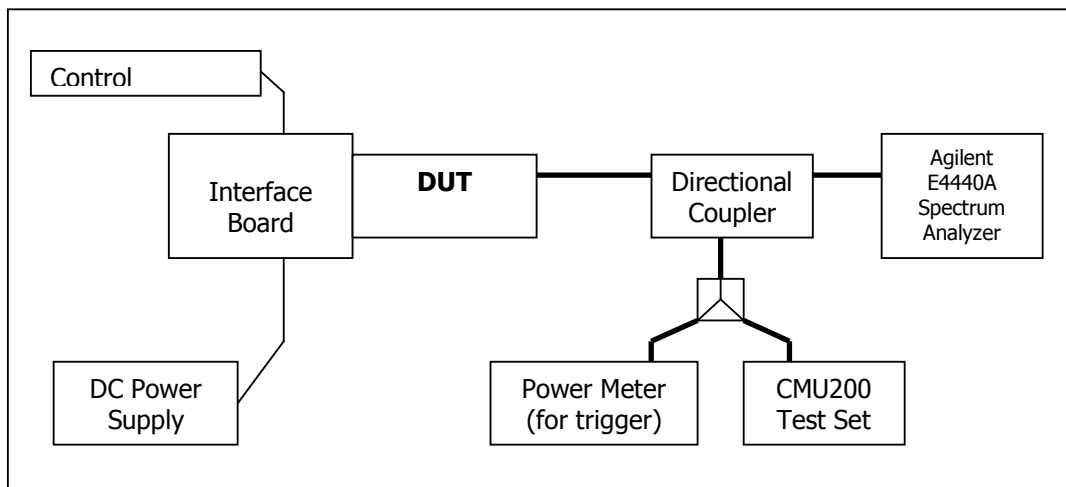 Control
Interface
Board
DUT
Directional
Coupler
Agilent
E4440A
Spectrum
Analyzer
DC Power
Supply
Power Meter
(for trigger)
CMU200
Test Set